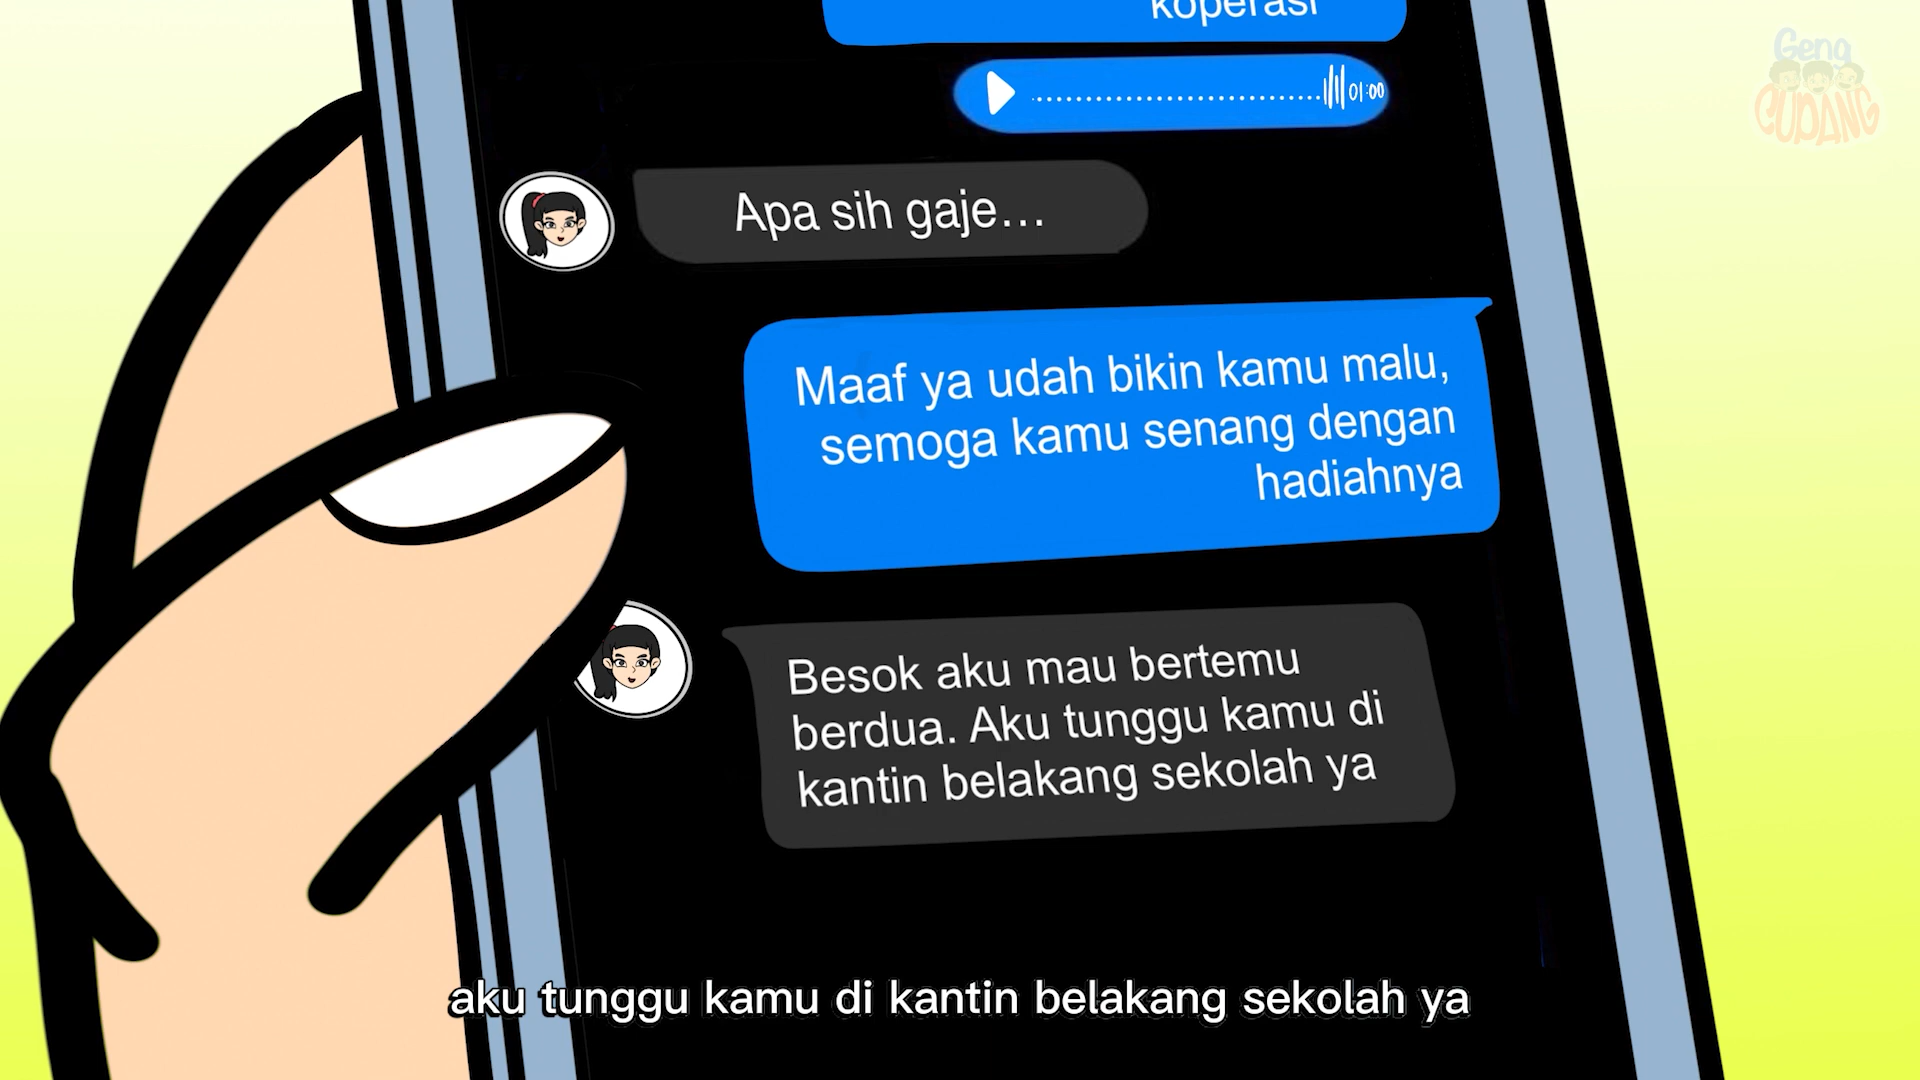 koperasi
01:00
Geng
CUPANG
Apa sih gaje...
Maaf ya udah bikin kamu malu,
semoga kamu senang dengan
hadiahnya
Besok aku mau bertemu
berdua. Aku tunggu kamu di
kantin belakang sekolah ya
aku tunggu kamu di kantin belakang sekolah ya